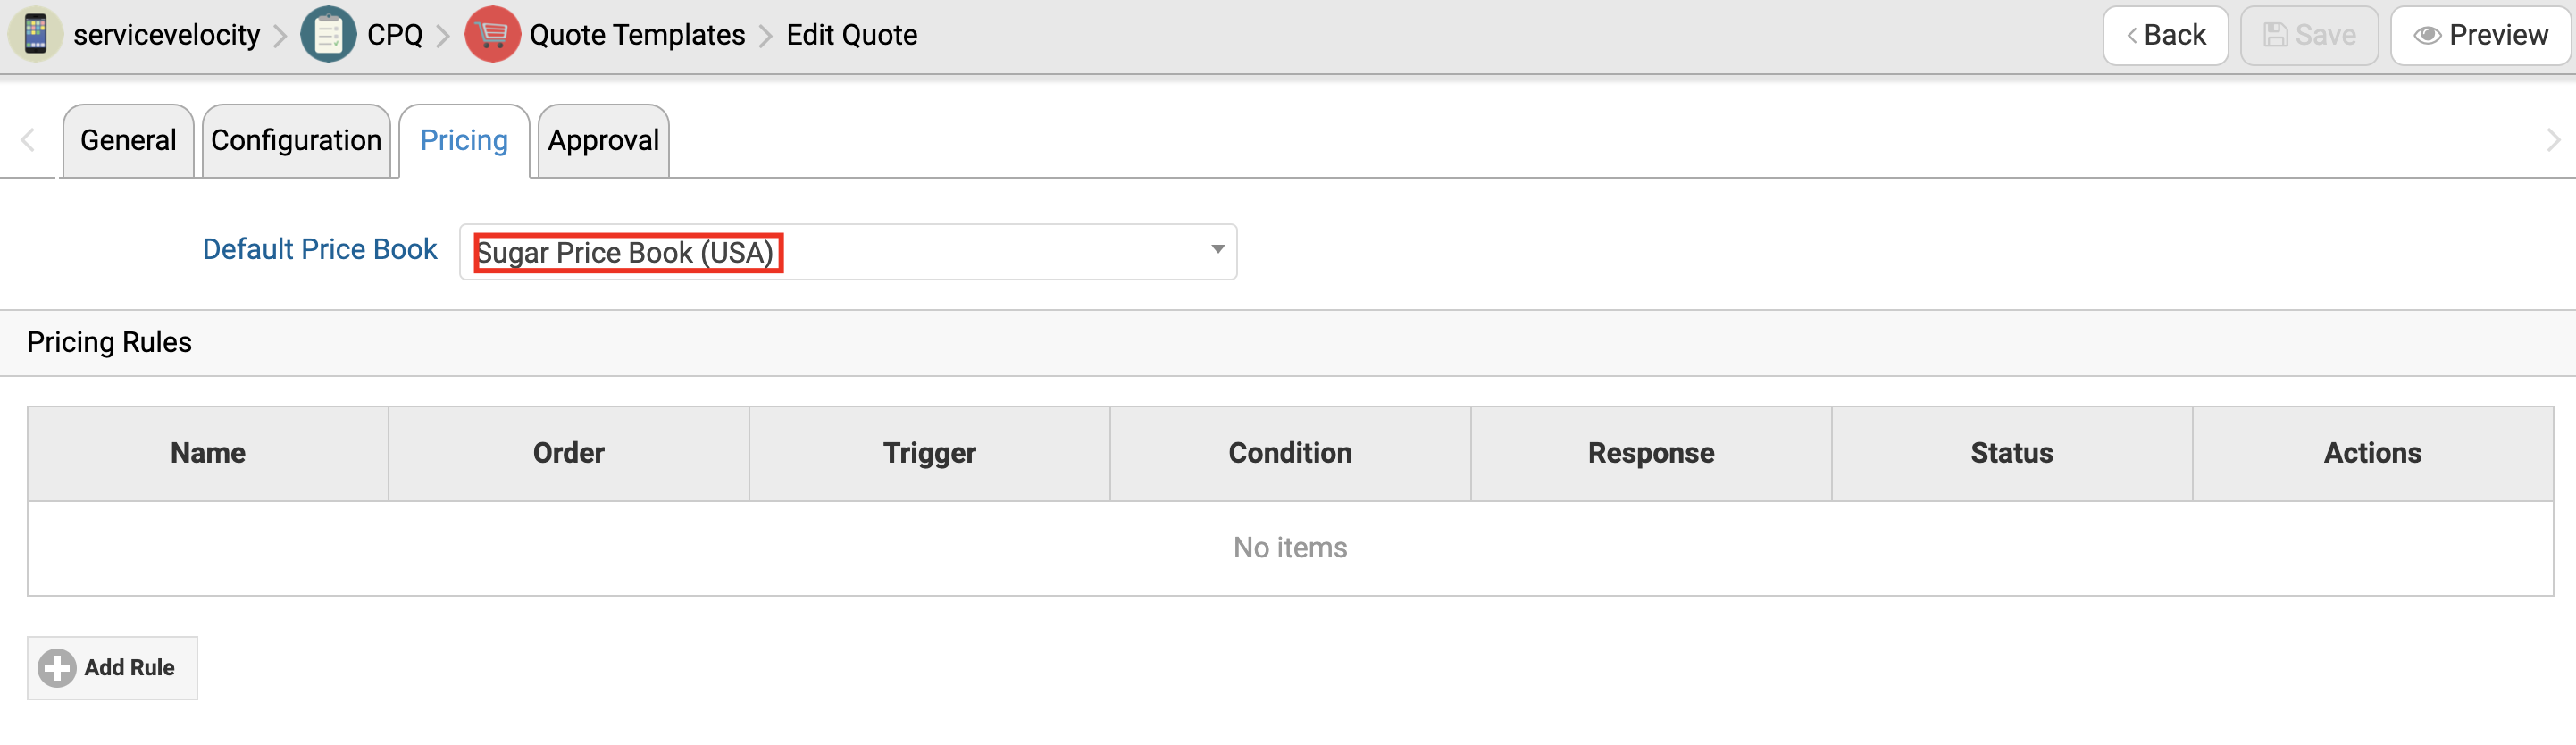 servicevelocity CPQ Quote Templates Edit Quote Back Save Preview
General Configuration Pricing Approval
Default Price Book Sugar Price Book (USA)
Pricing Rules
Name Order Trigger Condition Response Status Actions
No items
Add Rule